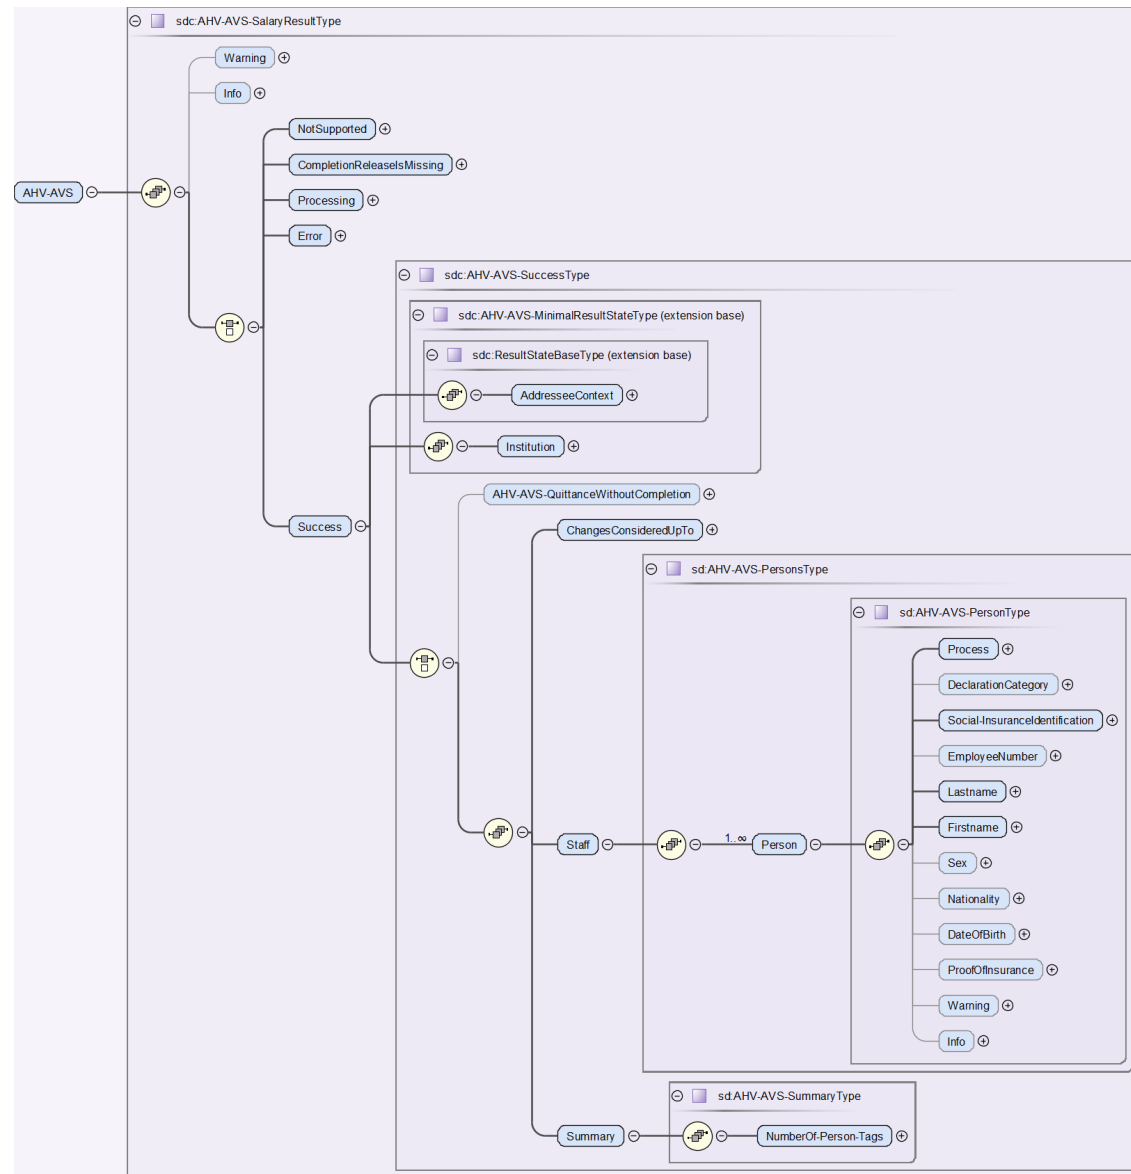 sdc:AHV-AVS-SalaryResultType
Warning
Info
NotSupported
CompletionReleaseIsMissing
AHV-AVS
Processing
Error
sdc:AHV-AVS-SuccessType
sdc:AHV-AVS-MinimalResultStateType (extension base)
sdc:ResultStateBaseType (extension base)
AddresseeContext
Institution
AHV-AVS-QuittanceWithoutCompletion
Success
ChangesConsideredUpTo
sd:AHV-AVS-PersonsType
sd:AHV-AVS-PersonType
Process
DeclarationCategory
Social-InsuranceIdentification
EmployeeNumber
Lastname
Firstname
Staff
1..∞
Person
Sex
Nationality
DateOfBirth
ProofOfInsurance
Warning
Info
sd:AHV-AVS-SummaryType
Summary
NumberOf-Person-Tags